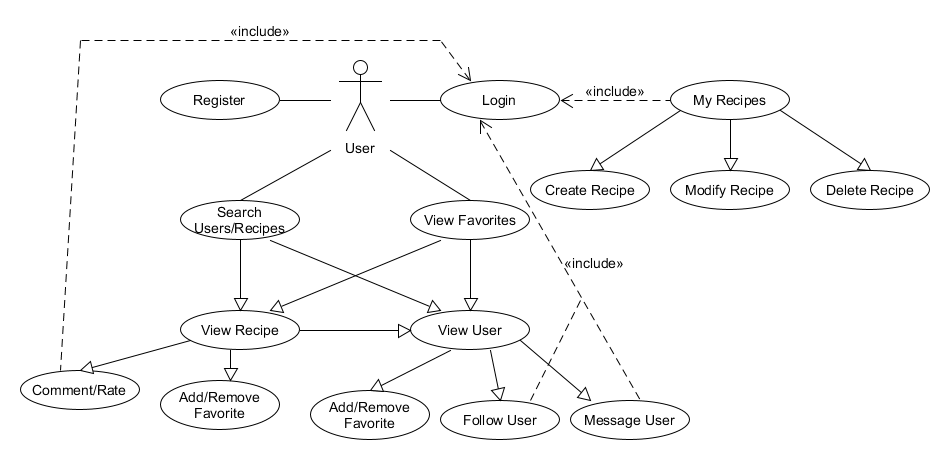 «include»
Register
Login
«include»
My Recipes
User
Create Recipe
Modify Recipe
Delete Recipe
Search
Users/Recipes
View Favorites
«include»
View Recipe
View User
Comment/Rate
Add/Remove
Favorite
Add/Remove
Favorite
Follow User
Message User